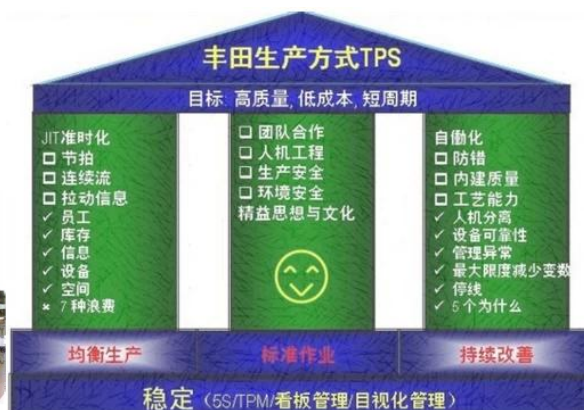 丰田生产方式TPS
目标: 高质量, 低成本, 短周期
JIT准时化
节拍
连续流
拉动信息
员工
库存
信息
设备
空间
7种浪费
团队合作
人机工程
生产安全
环境安全
精益思想与文化
自働化
防错
内建质量
工艺能力
人机分离
设备可靠性
管理异常
最大限度减少变数
停线
5个为什么
均衡生产
标准作业
持续改善
稳定（5S/TPM/看板管理/目视化管理）